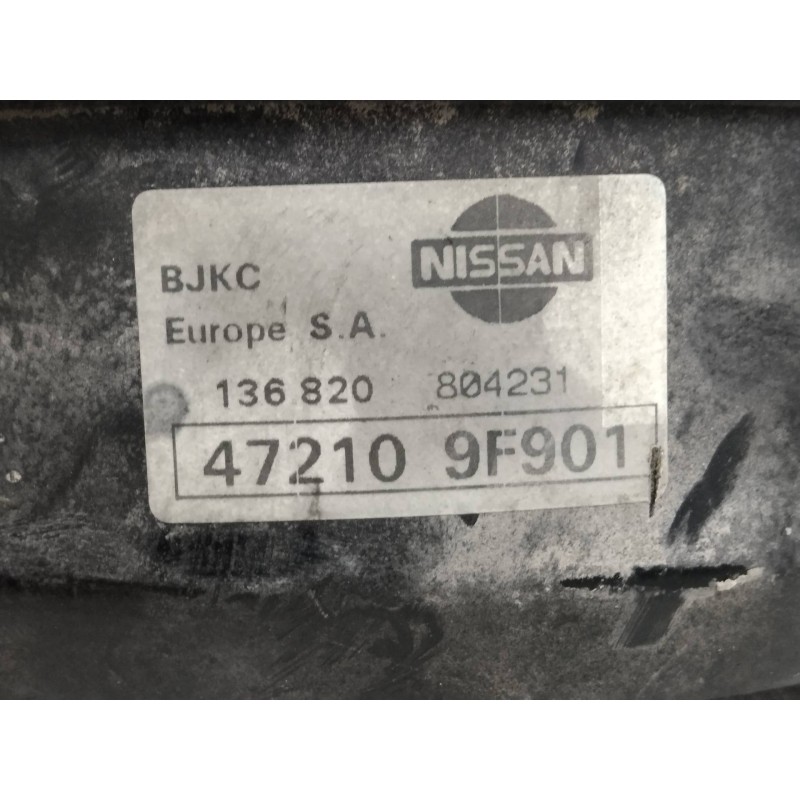 NISSAN
BJKC
Europe S.A.
136 820 804231
47210 9F901